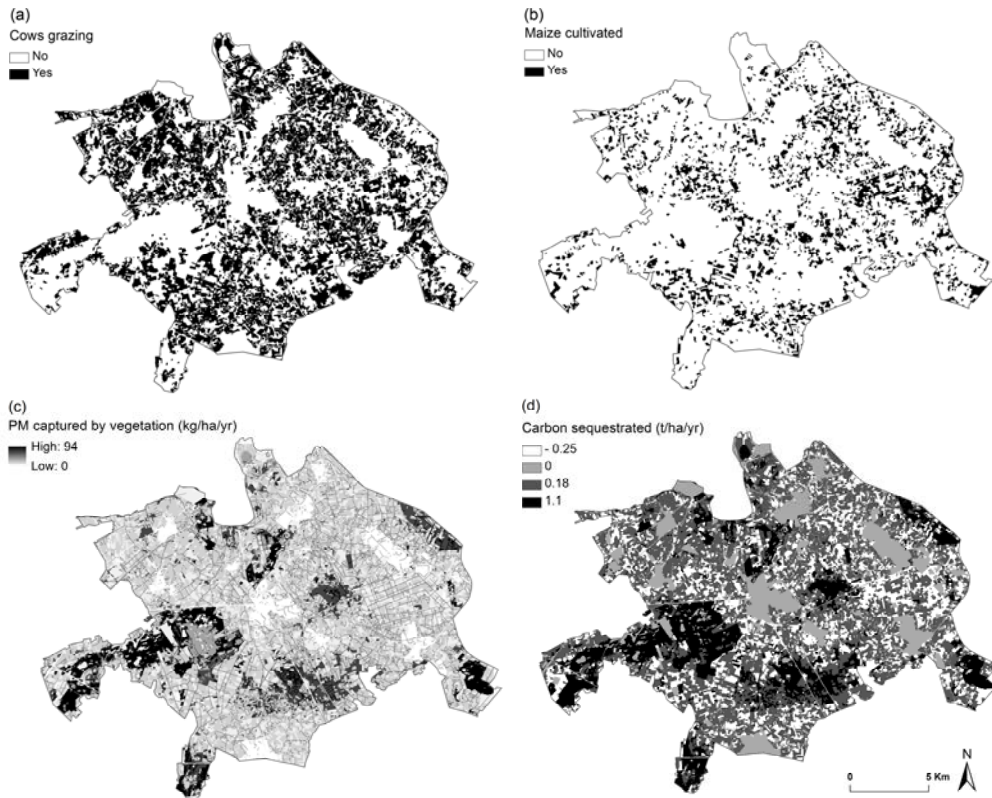 (a)
Cows grazing
No
Yes
(b)
Maize cultivated
No
Yes
(c)
PM captured by vegetation (kg/ha/yr)
High: 94
Low: 0
(d)
Carbon sequestrated (t/ha/yr)
- 0.25
0
0.18
1.1
N
0 5 Km